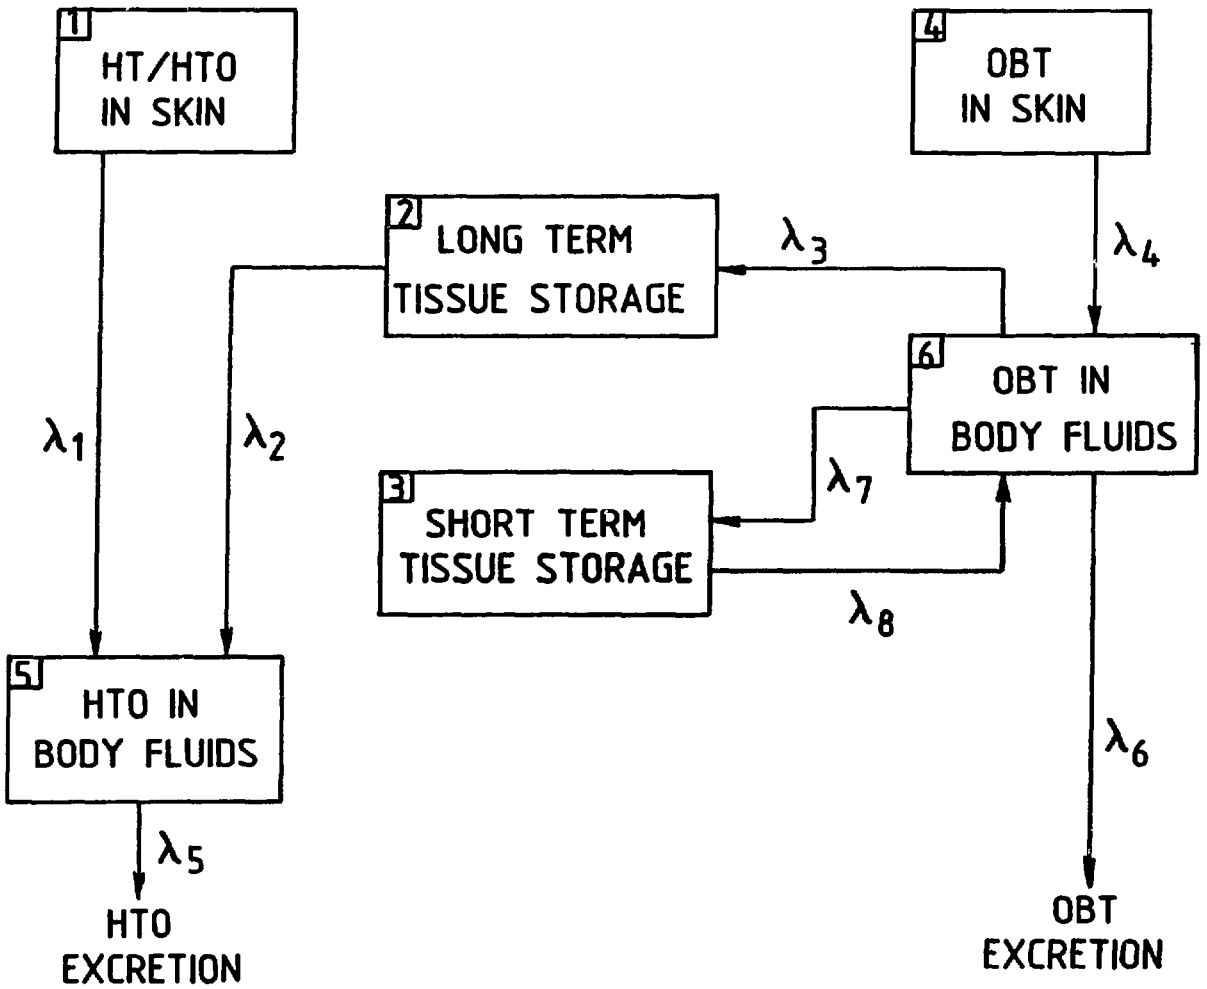 1
HT/HTO
IN SKIN
4
OBT
IN SKIN
2
LONG TERM
TISSUE STORAGE
λ3
λ4
6
OBT IN
BODY FLUIDS
λ1
λ2
λ7
3
SHORT TERM
TISSUE STORAGE
λ8
5
HTO IN
BODY FLUIDS
λ6
λ5
HTO
EXCRETION
OBT
EXCRETION